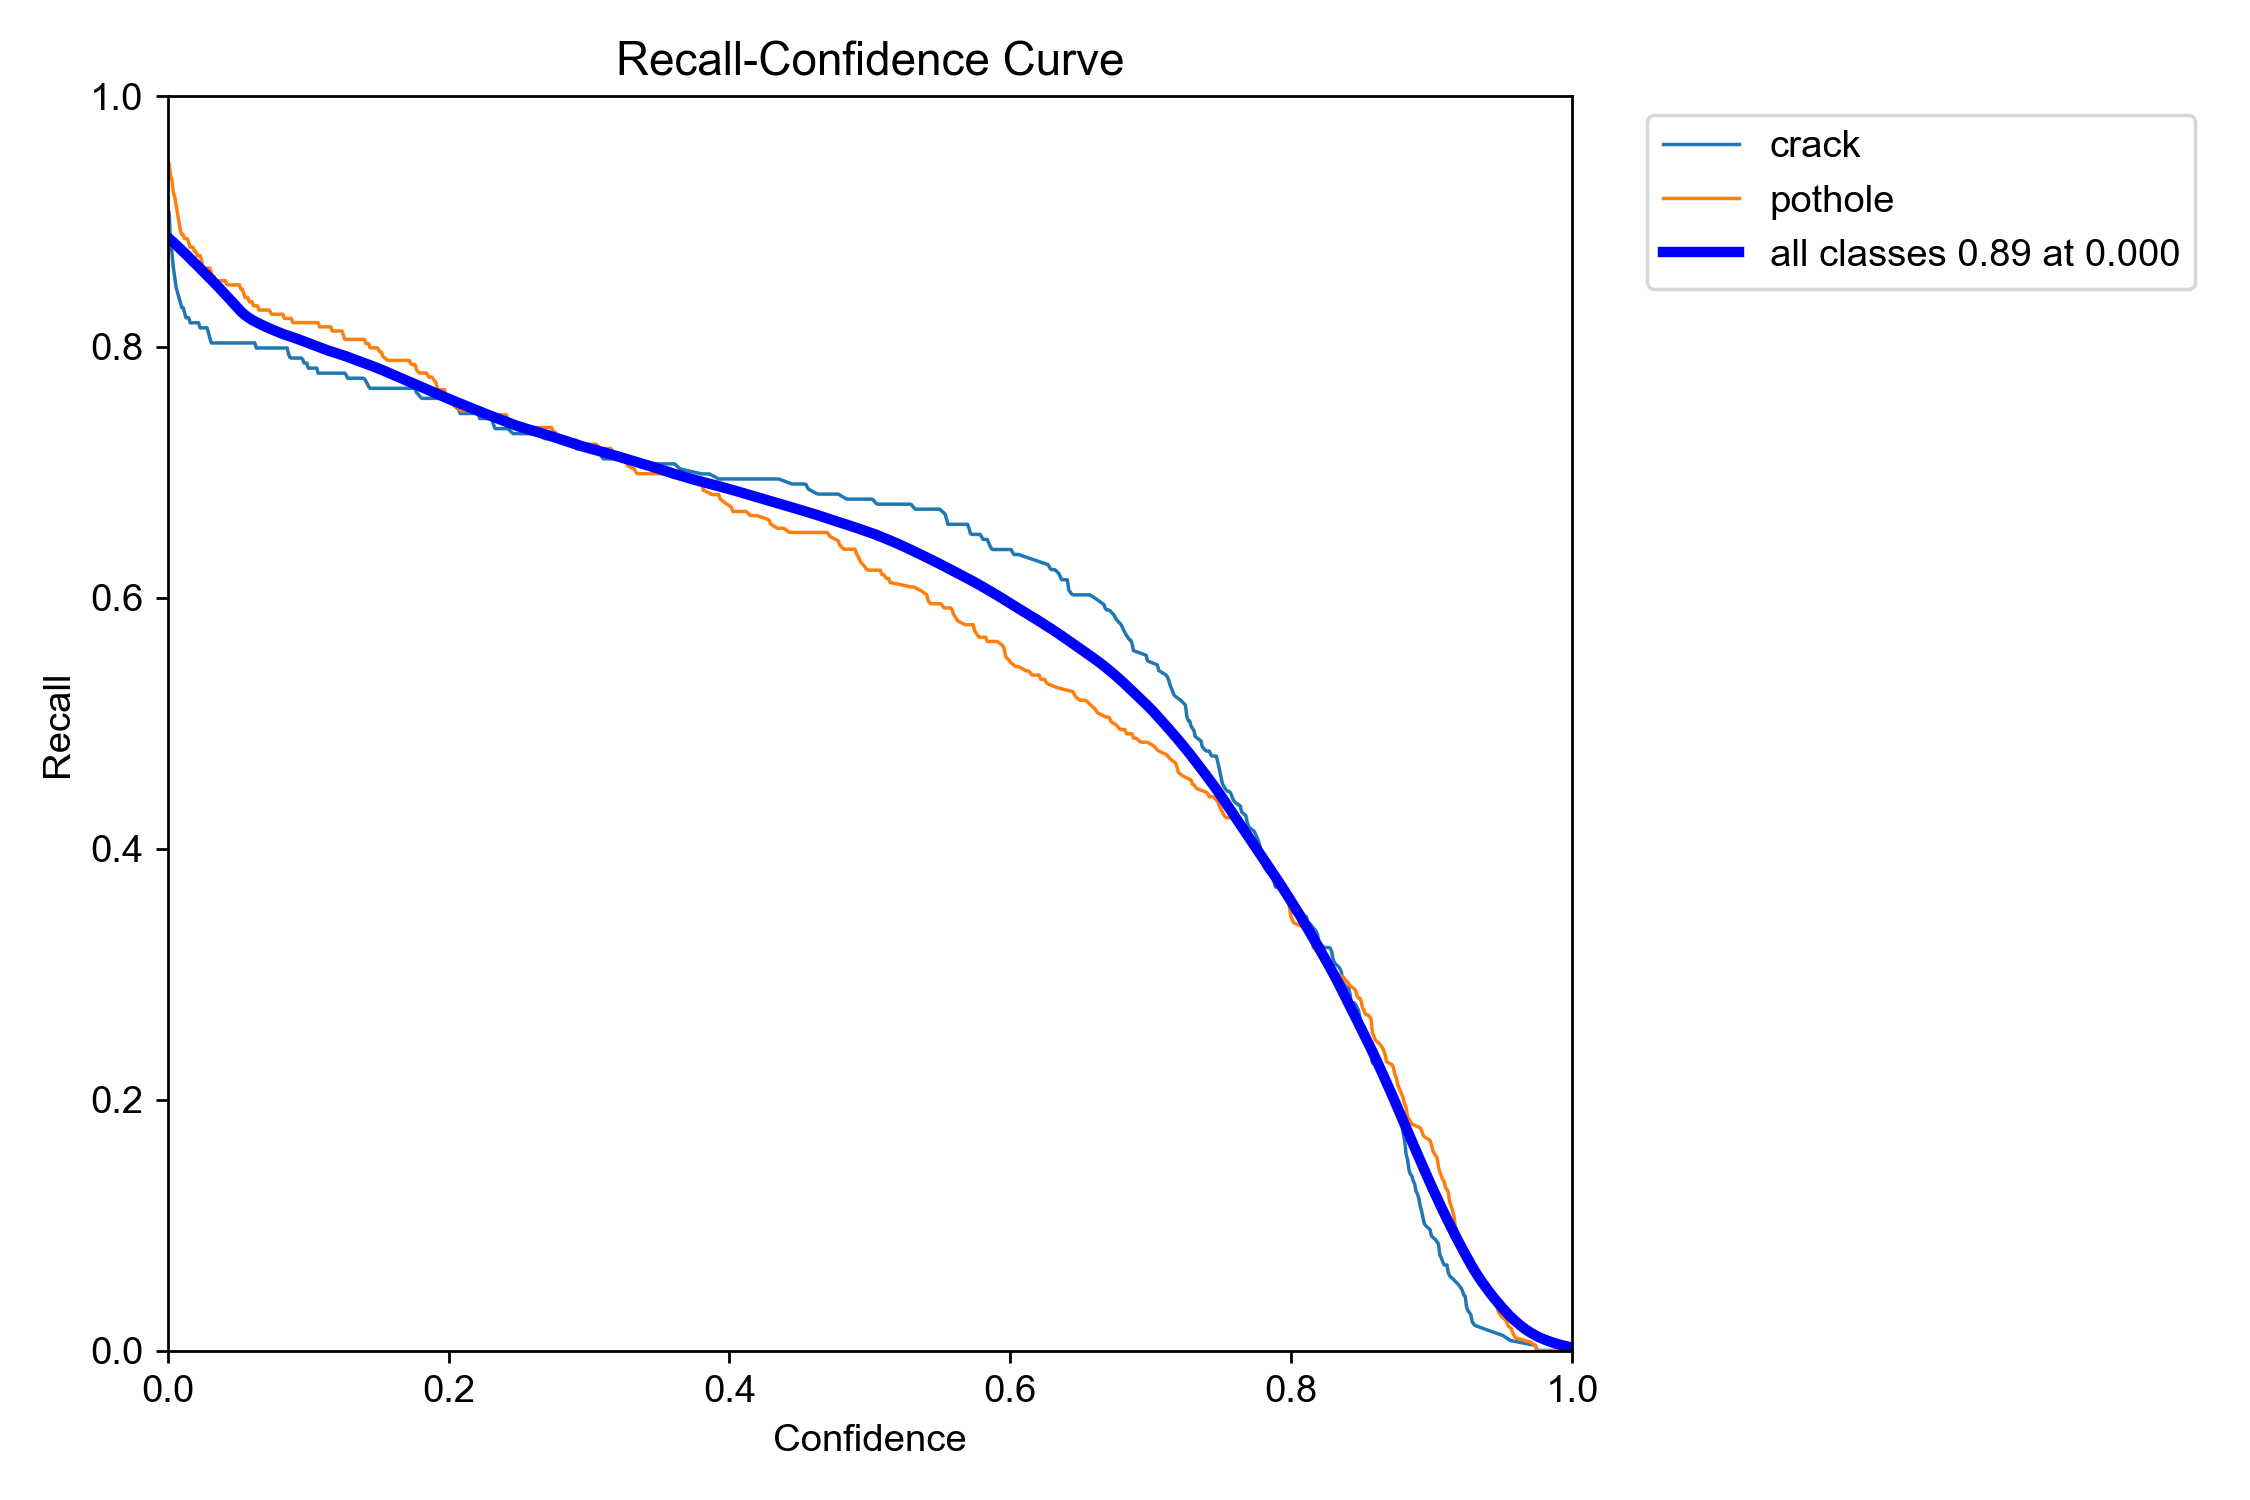 Recall-Confidence Curve
1.0
0.8
0.6
0.4
0.2
0.0
Recall
0.0 0.2 0.4 0.6 0.8 1.0
Confidence
crack
pothole
all classes 0.89 at 0.000